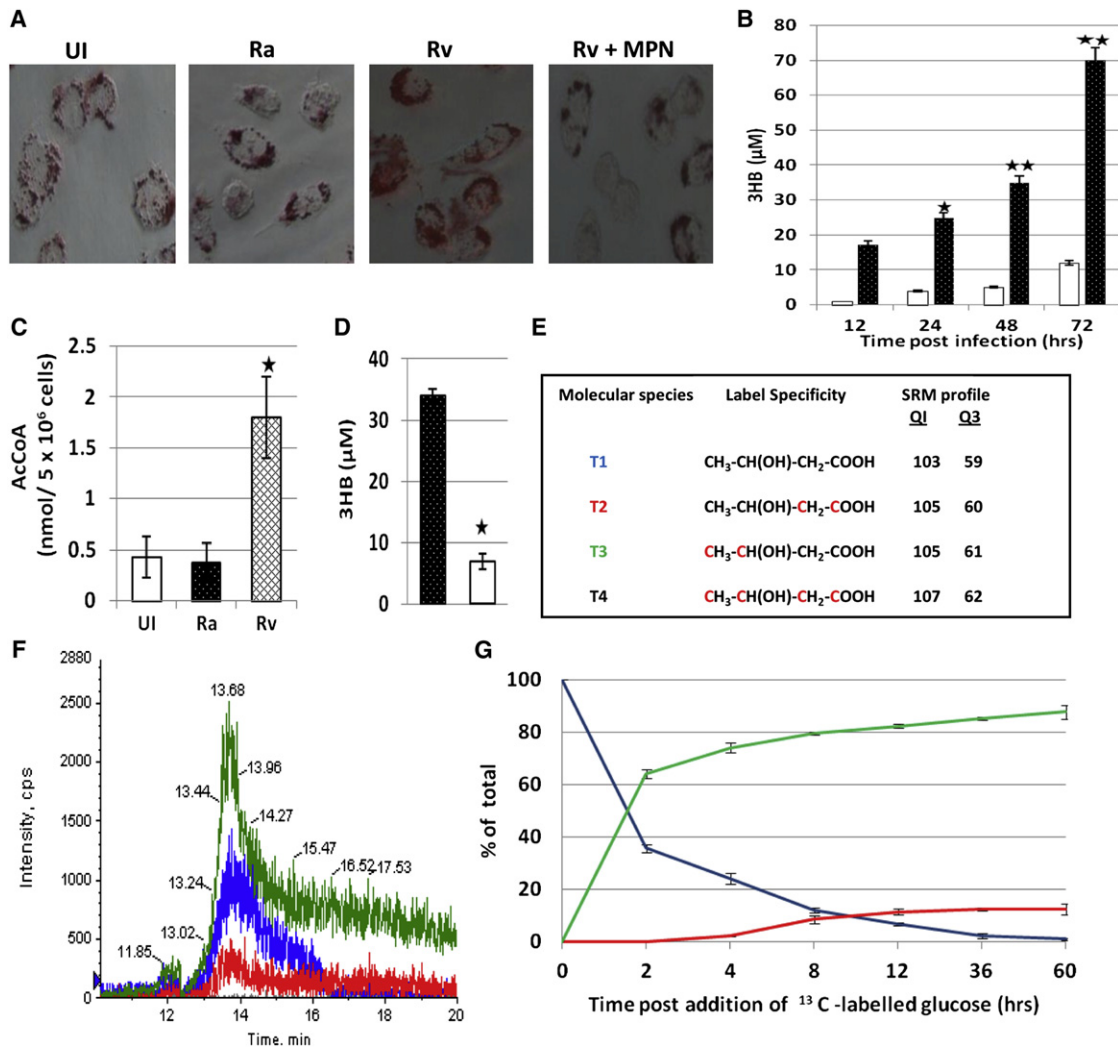 A
UI
Ra
Rv
Rv + MPN
B
3HB (µM)
80
70
60
50
40
30
20
10
0
12
24
48
72
Time post infection (hrs)
C
AcCoA
(nmol/ 5 x 10⁶ cells)
2.5
2
1.5
1
0.5
0
UI
Ra
Rv
D
3HB (µM)
40
30
20
10
0
E
Molecular species Label Specificity SRM profile
QI Q3
T1 CH₃-CH(OH)-CH₂-COOH 103 59
T2 CH₃-CH(OH)-CH₂-COOH 105 60
T3 CH₃-CH(OH)-CH₂-COOH 105 61
T4 CH₃-CH(OH)-CH₂-COOH 107 62
F
Intensity, cps
2880
2500
2000
1500
1000
500
0
13.68
13.96
13.44
14.27
15.47
16.52
17.53
13.24
13.02
11.85
12
14
16
18
20
Time, min
G
% of total
100
80
60
40
20
0
0
2
4
8
12
36
60
Time post addition of ¹³C-labelled glucose (hrs)